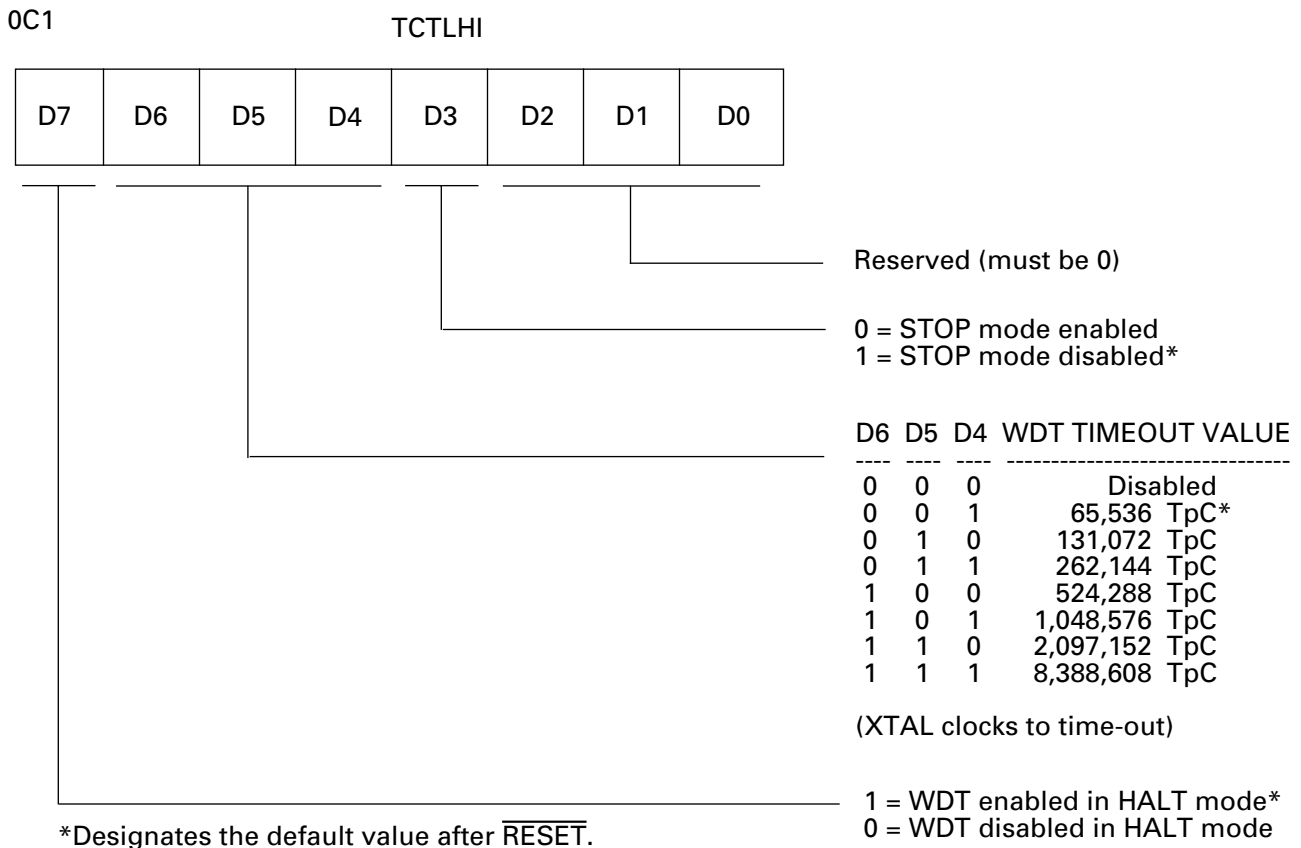 0C1
TCTLHI
D7 D6 D5 D4 D3 D2 D1 D0
Reserved (must be 0)
0 = STOP mode enabled
1 = STOP mode disabled*
D6 D5 D4 WDT TIMEOUT VALUE
---- ---- ---- --------------------------------
0 0 0 Disabled
0 0 1 65,536 TpC*
0 1 0 131,072 TpC
0 1 1 262,144 TpC
1 0 0 524,288 TpC
1 0 1 1,048,576 TpC
1 1 0 2,097,152 TpC
1 1 1 8,388,608 TpC
(XTAL clocks to time-out)
1 = WDT enabled in HALT mode*
0 = WDT disabled in HALT mode
*Designates the default value after RESET.